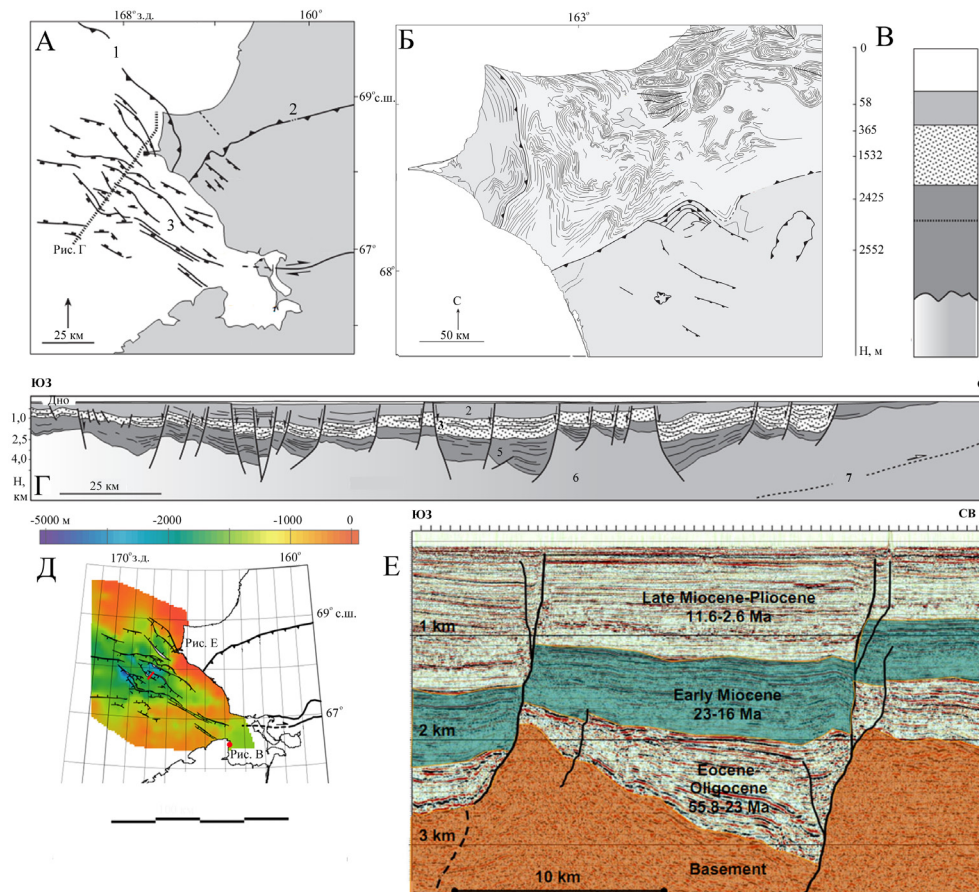 А
168°з.д.
160°
1
2
3
69°с.ш.
67°
Рис. Г
25 км
Б
163°
68°
С
50 км
В
0
58
365
1532
2425
2552
Н, м
ЮЗ
С
Дно
1,0
2,5
4,0
Н,
км
Г
25 км
2
5
6
7
-5000 м
-2000
-1000
0
Д
170°з.д.
160°
69° с.ш.
67°
Рис. Е
Рис. В
ЮЗ
СВ
Е
Late Miocene-Pliocene
11.6-2.6 Ma
1 km
Early Miocene
23-16 Ma
2 km
Eocene-
Oligocene
55.8-23 Ma
3 km
Basement
10 km